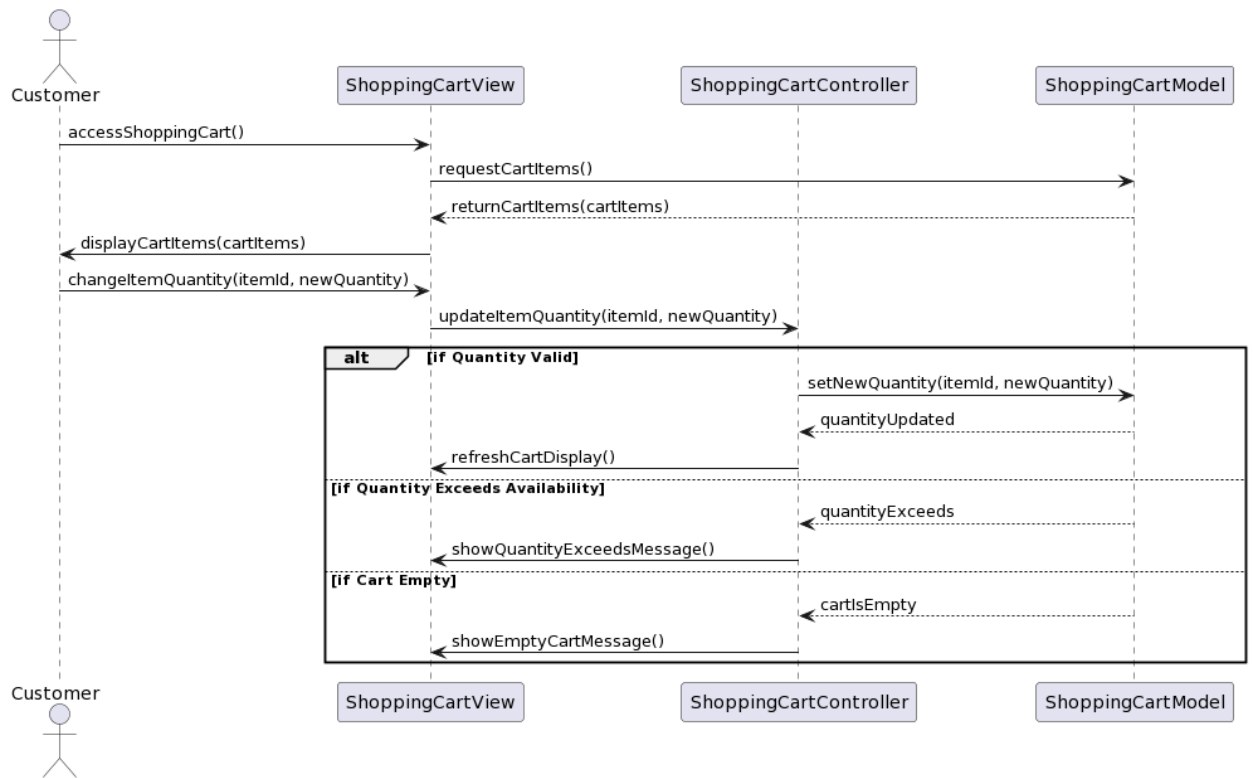 Customer
ShoppingCartView
ShoppingCartController
ShoppingCartModel
accessShoppingCart()
requestCartItems()
returnCartItems(cartItems)
displayCartItems(cartItems)
changeItemQuantity(itemId, newQuantity)
updateItemQuantity(itemId, newQuantity)
alt [if Quantity Valid]
setNewQuantity(itemId, newQuantity)
quantityUpdated
refreshCartDisplay()
[if Quantity Exceeds Availability]
quantityExceeds
showQuantityExceedsMessage()
[if Cart Empty]
cartIsEmpty
showEmptyCartMessage()
Customer
ShoppingCartView
ShoppingCartController
ShoppingCartModel